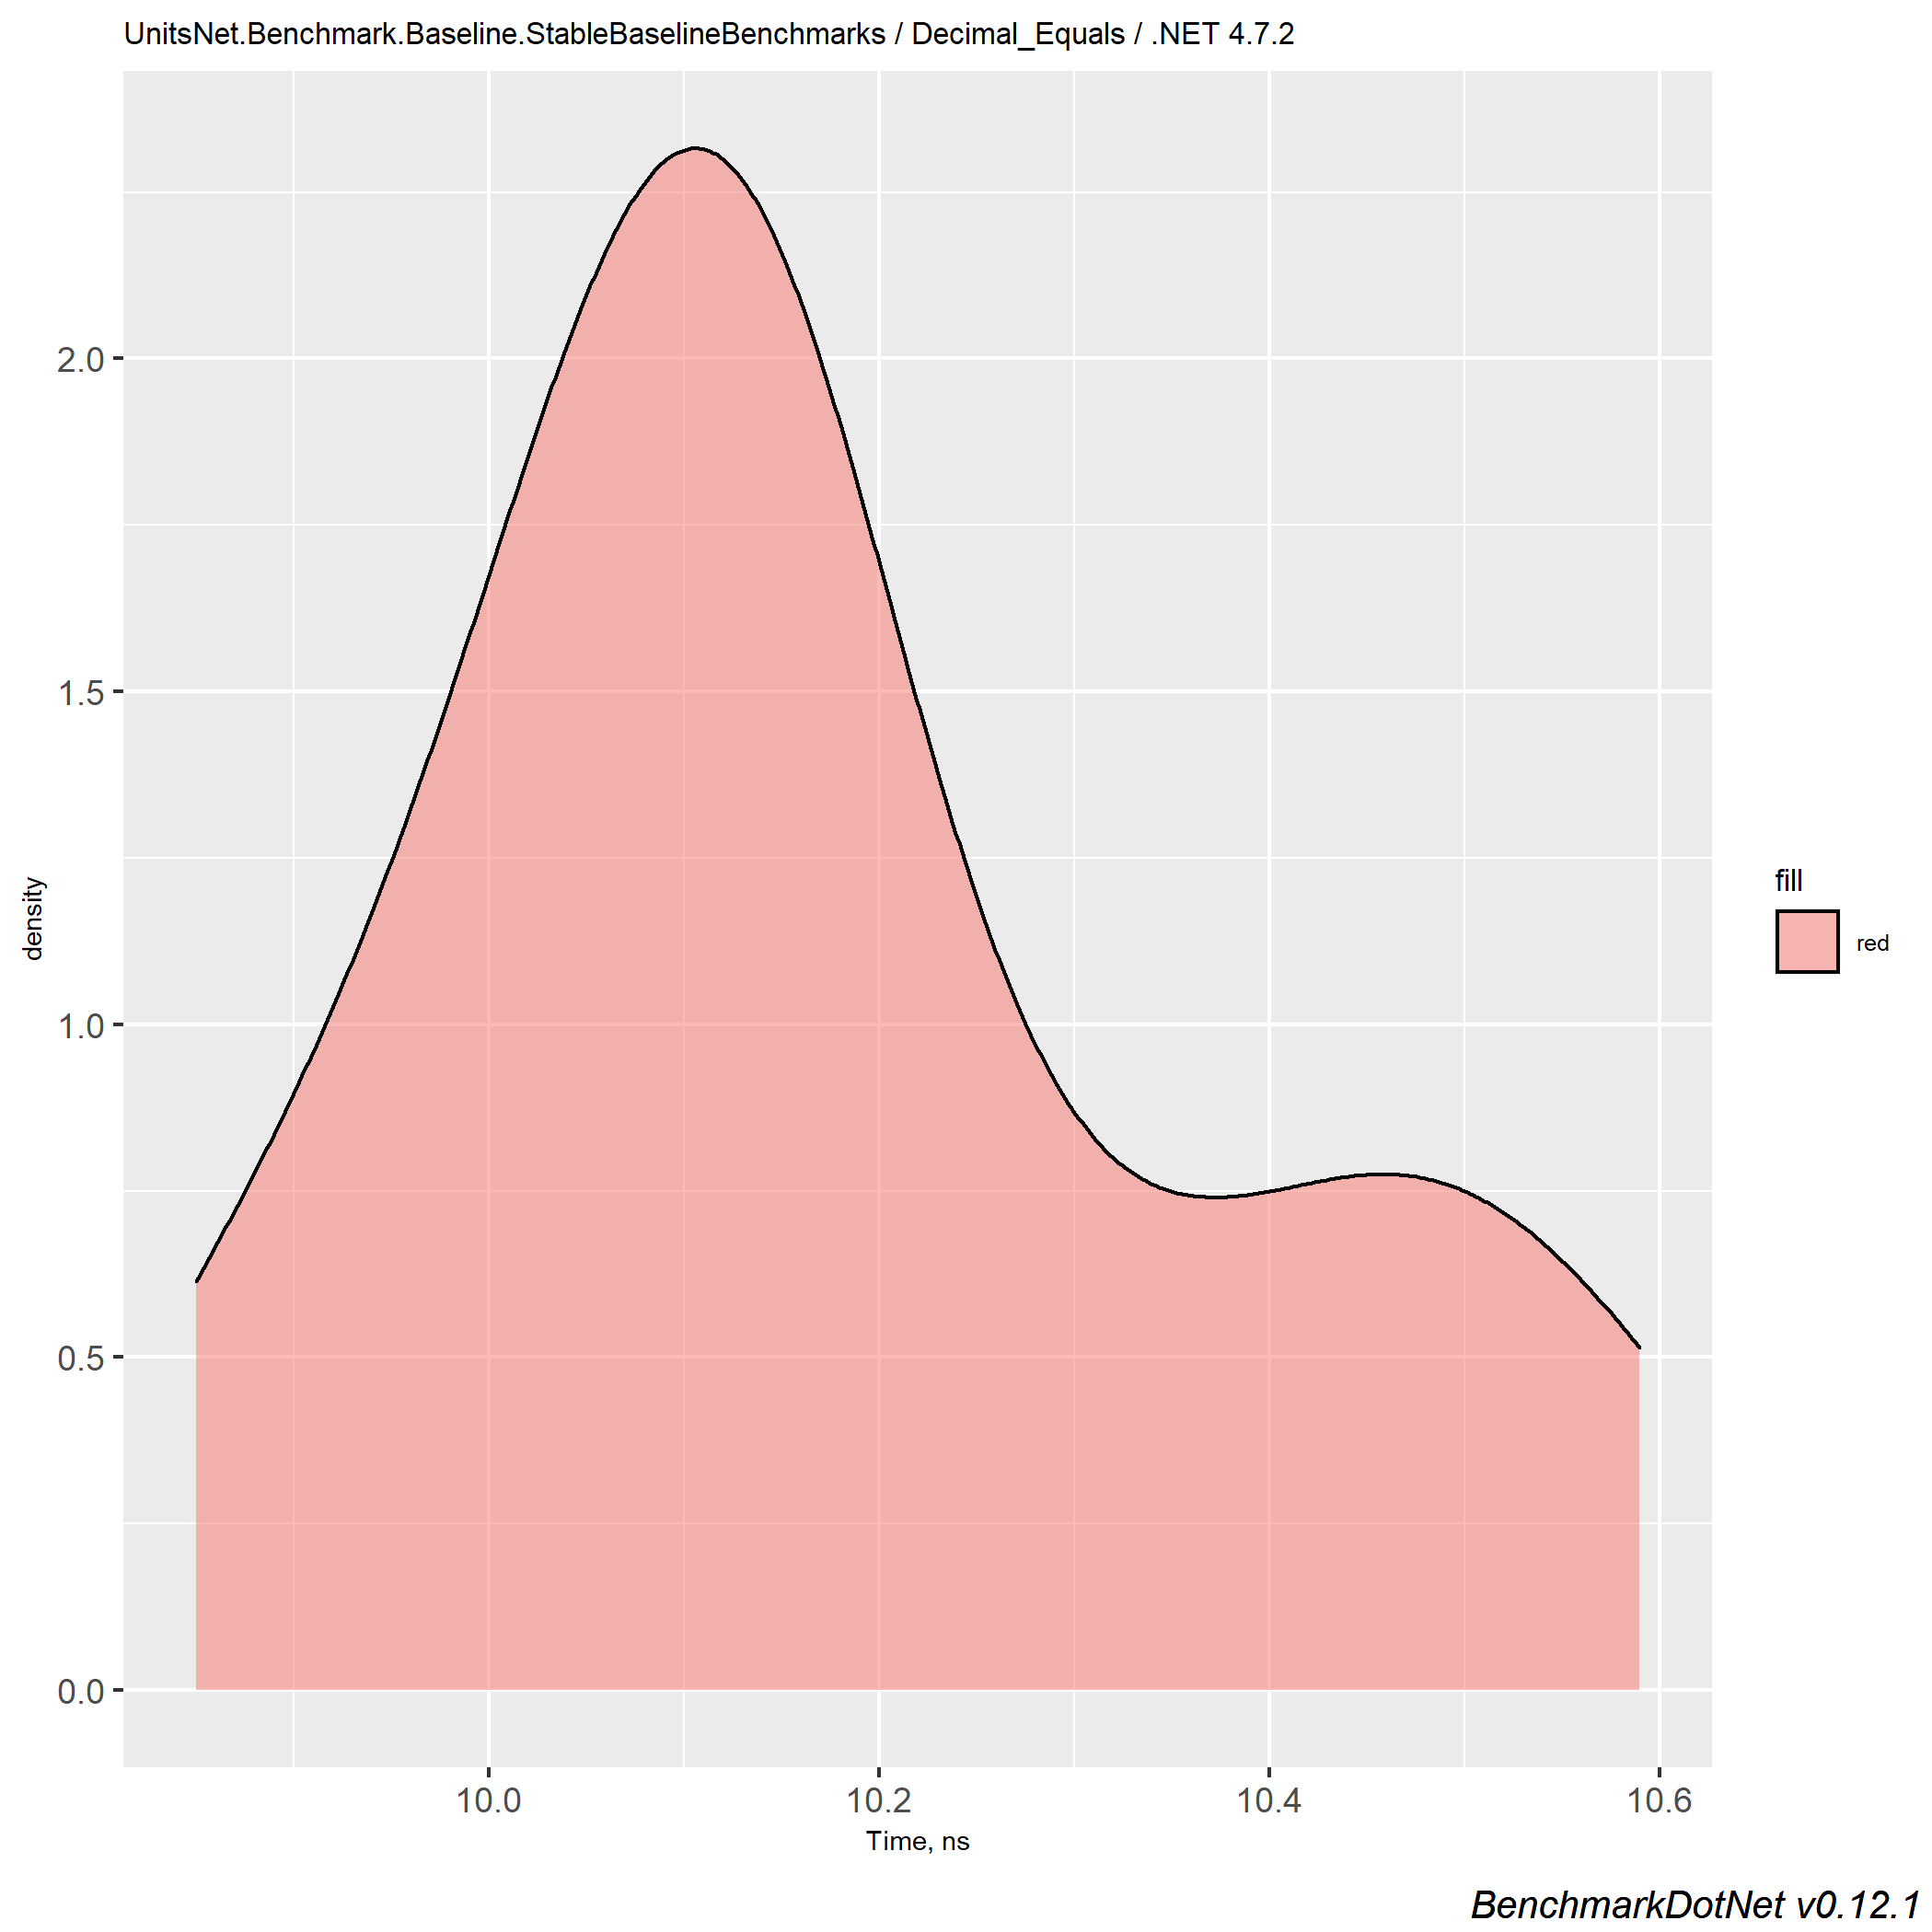 UnitsNet.Benchmark.Baseline.StableBaselineBenchmarks / Decimal_Equals / .NET 4.7.2
2.0
1.5
1.0
0.5
0.0
density
10.0 10.2 10.4 10.6
Time, ns
fill
red
BenchmarkDotNet v0.12.1